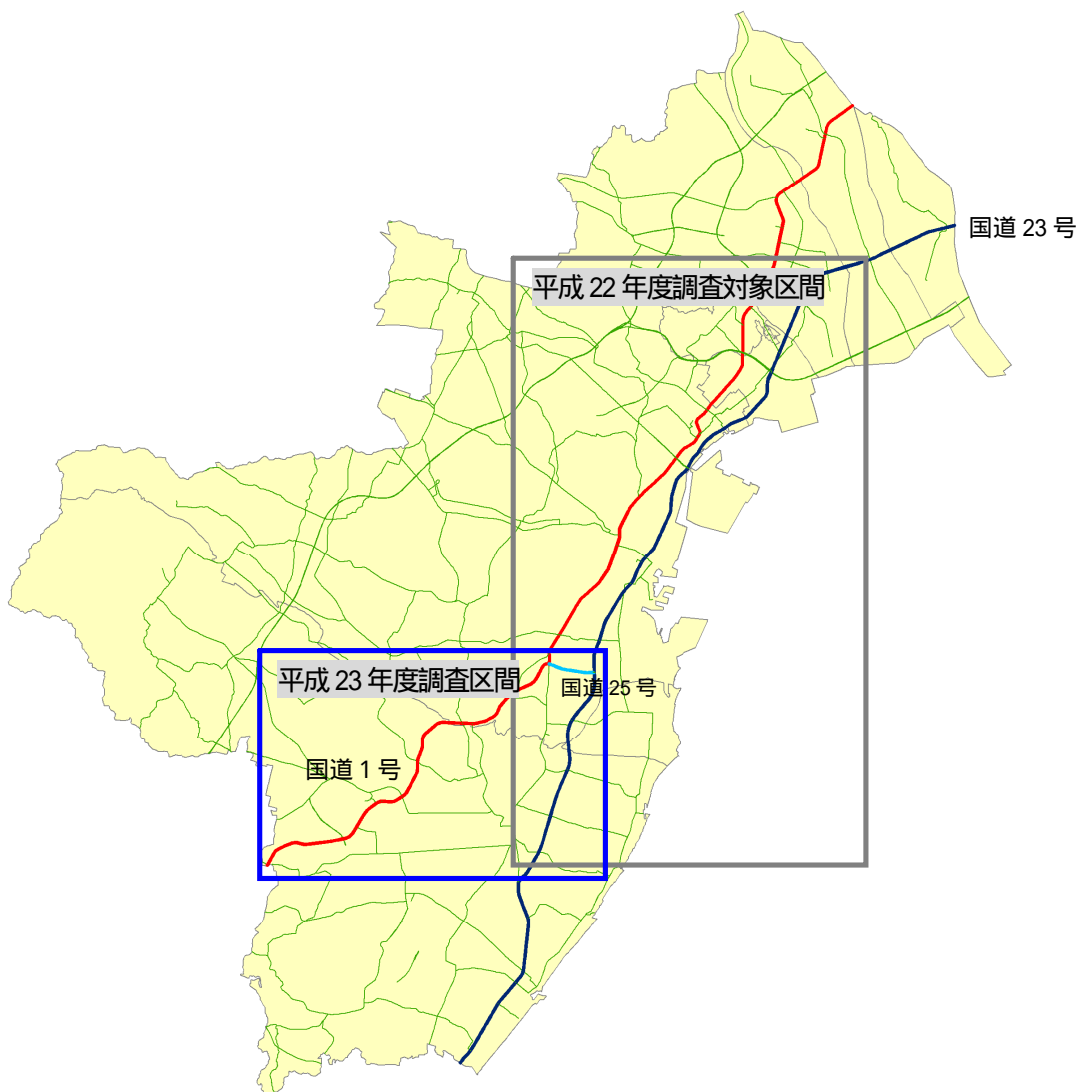 国道 23 号
平成 22 年度調査対象区間
平成 23 年度調査区間
国道 25 号
国道 1 号